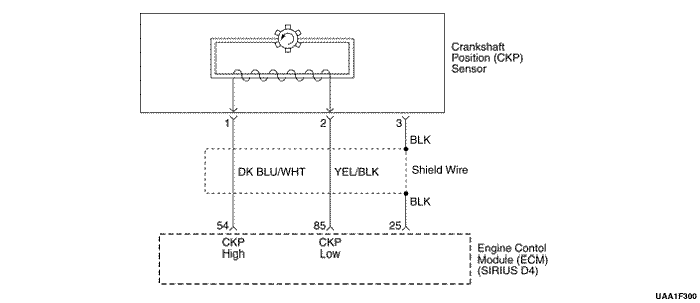 Crankshaft
Position (CKP)
Sensor
1 2 3
BLK
DK BLU/WHT YEL/BLK Shield Wire
BLK
54 85 25
CKP
High
CKP
Low
Engine Contol
Module (ECM)
(SIRIUS D4)
UAA1F300